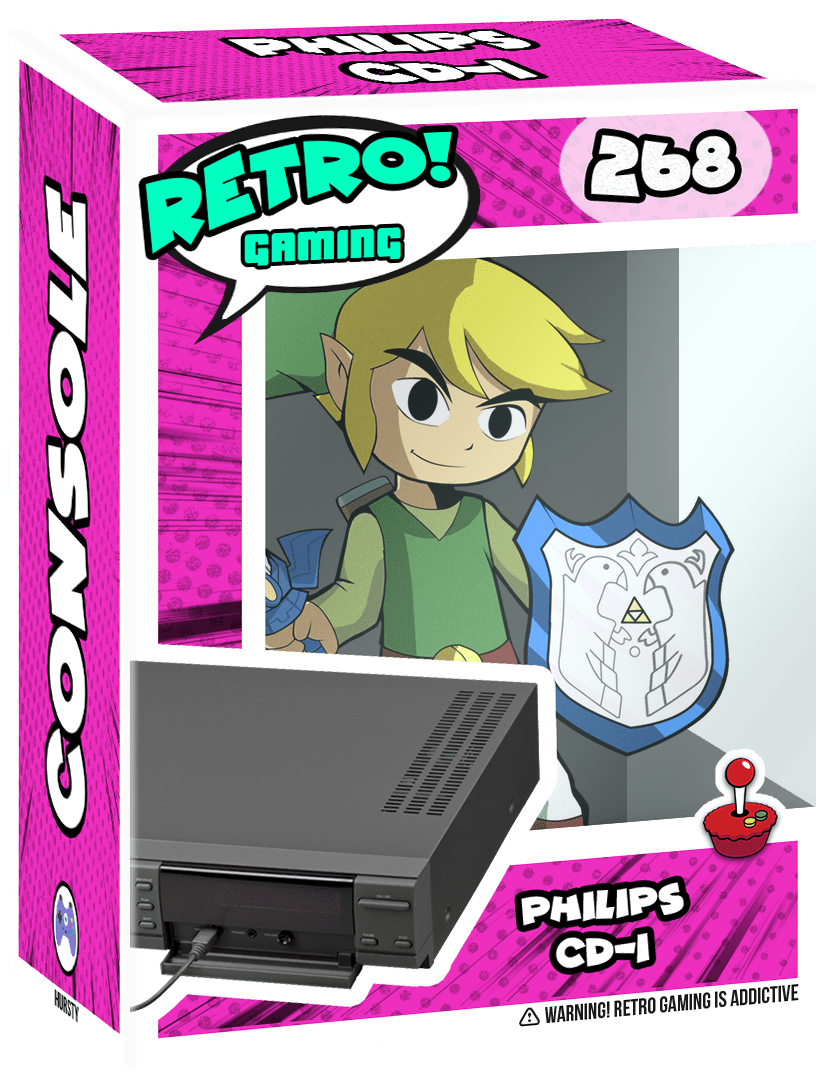 PHILIPS
CD-I
RETRO!
GAMING
268
CONSOLE
PHILIPS
CD-I
HURSTY
WARNING! RETRO GAMING IS ADDICTIVE